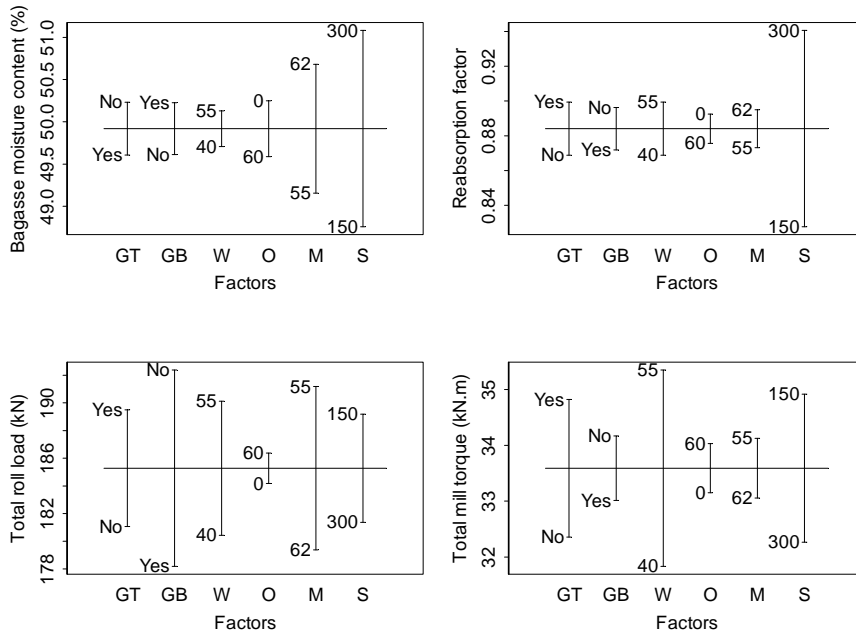 Bagasse moisture content (%)
49.0 49.5 50.0 50.5 51.0
No
Yes
Yes
No
55
40
0
60
62
55
300
150
GT GB W O M S
Factors
Reabsorption factor
0.84 0.88 0.92
Yes
No
No
Yes
55
40
0
60
62
55
300
150
GT GB W O M S
Factors
Total roll load (kN)
178 182 186 190
Yes
No
No
Yes
55
40
60
0
55
62
150
300
GT GB W O M S
Factors
Total mill torque (kN.m)
32 33 34 35
Yes
No
No
Yes
55
40
60
0
55
62
150
300
GT GB W O M S
Factors